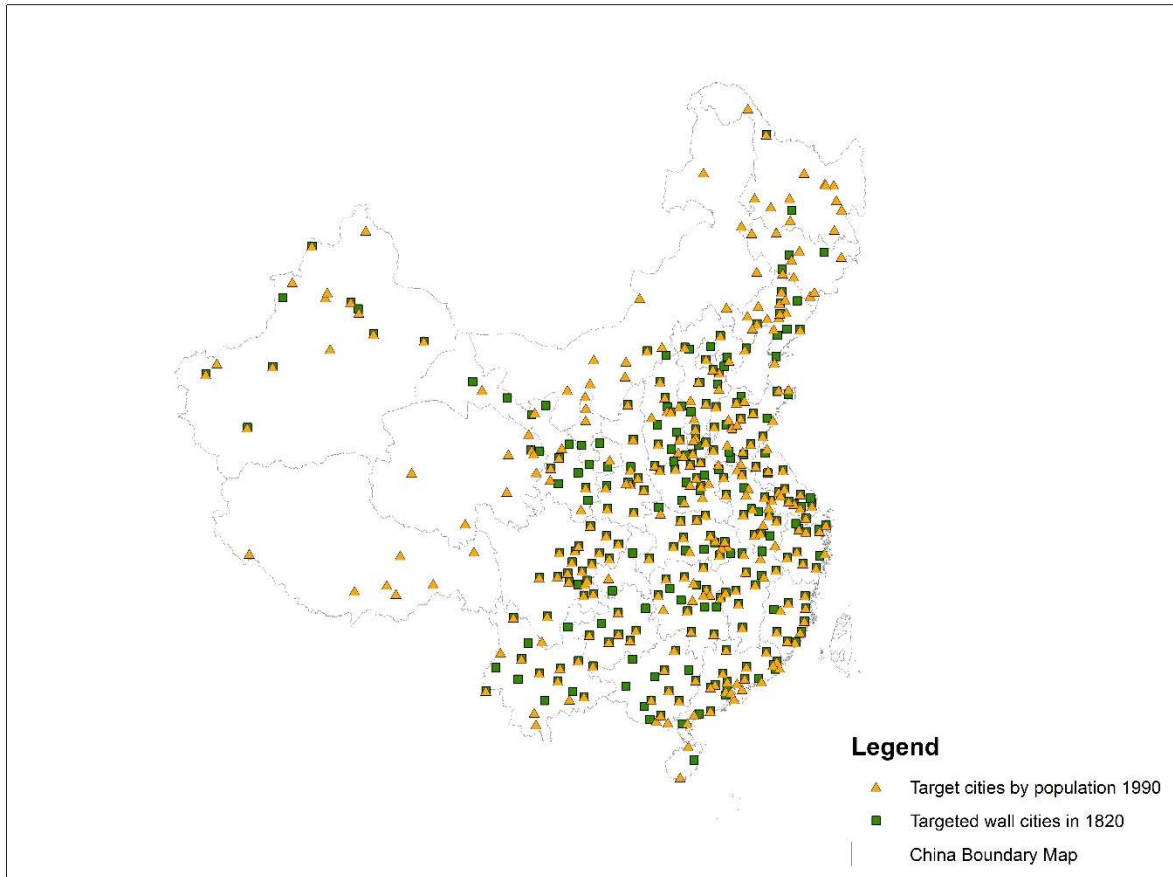 Legend
Target cities by population 1990
Targeted wall cities in 1820
China Boundary Map